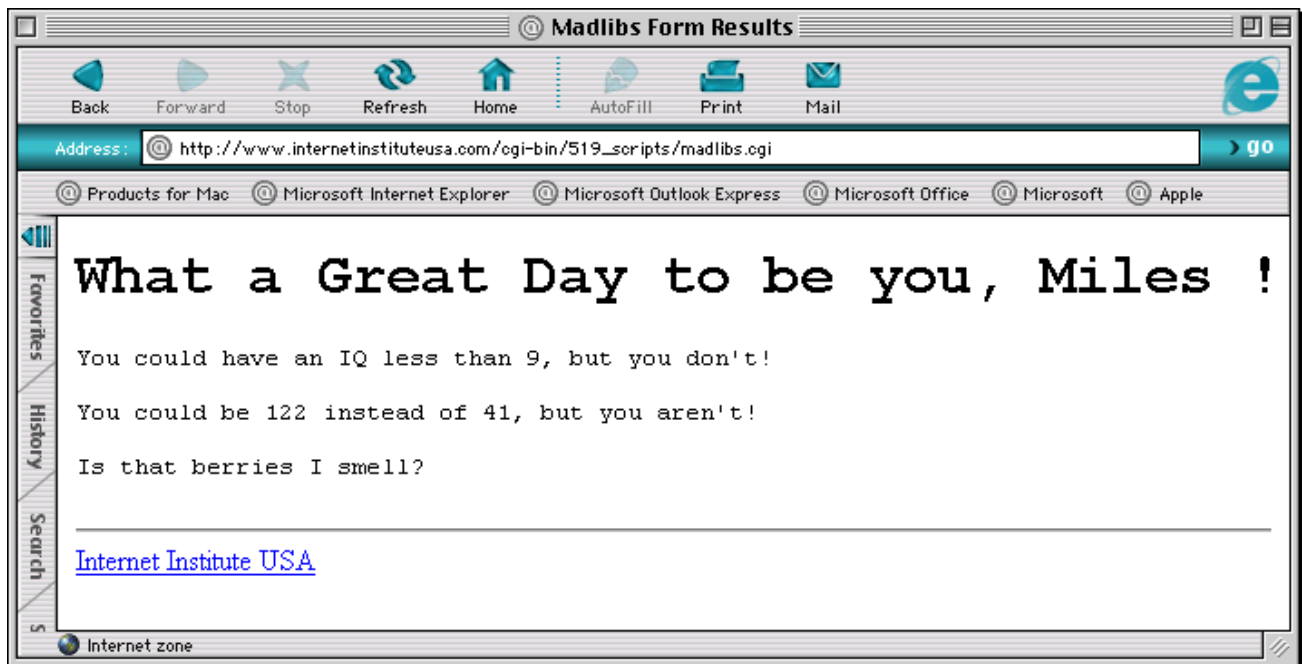 Madlibs Form Results
Back Forward Stop Refresh Home AutoFill Print Mail
Address: http://www.internetinstituteusa.com/cgi-bin/519_scripts/madlibs.cgi go
Products for Mac Microsoft Internet Explorer Microsoft Outlook Express Microsoft Office Microsoft Apple
Favorites
History
Search
S
What a Great Day to be you, Miles !
You could have an IQ less than 9, but you don't!
You could be 122 instead of 41, but you aren't!
Is that berries I smell?
Internet Institute USA
Internet zone